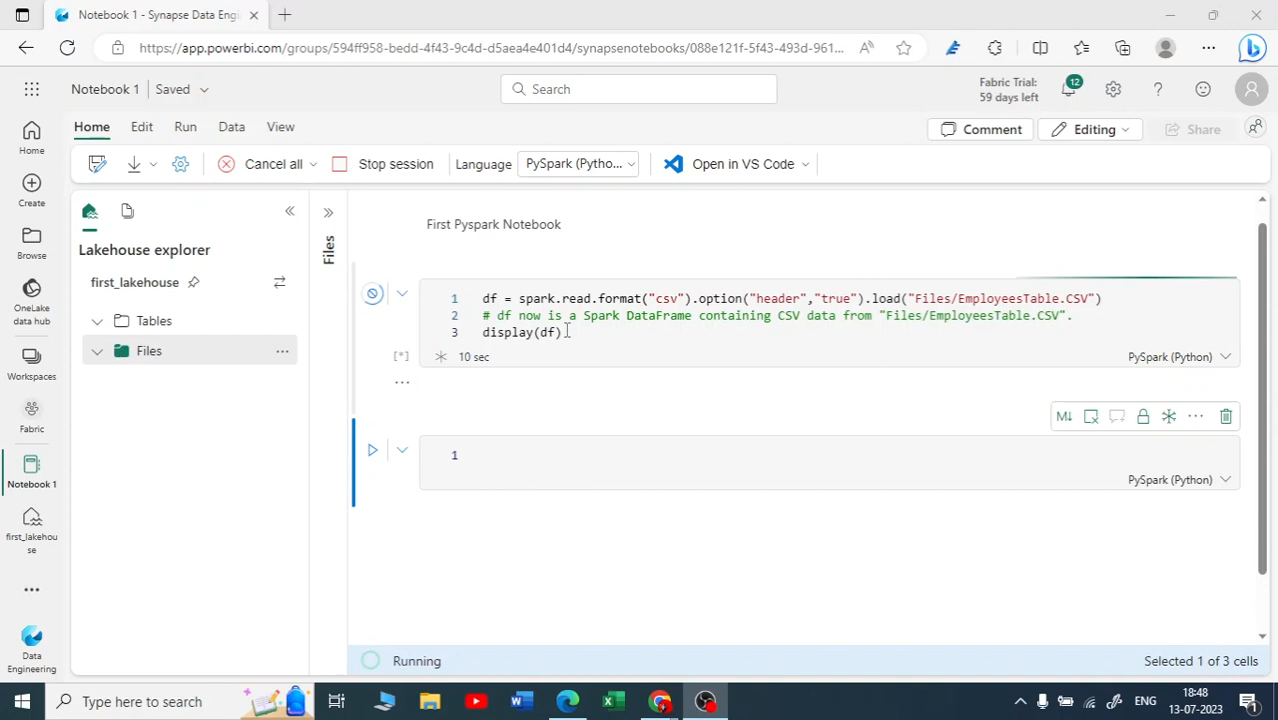 Notebook 1 - Synapse Data Engi
https://app.powerbi.com/groups/594ff958-bedd-4f43-9c4d-d5aea4e401d4/synapsenotebooks/088e121f-5f43-493d-961...
Notebook 1
Saved
Search
Fabric Trial:
59 days left
12
Home
Edit
Run
Data
View
Comment
Editing
Share
Cancel all
Stop session
Language
PySpark (Pytho...
Open in VS Code
Home
Create
Browse
OneLake
data hub
Workspaces
Fabric
Notebook 1
first_lakehou
se
Data
Engineering
Lakehouse explorer
first_lakehouse
Tables
Files
Files
First Pyspark Notebook
1 df = spark.read.format("csv").option("header","true").load("Files/EmployeesTable.CSV")
2 # df now is a Spark DataFrame containing CSV data from "Files/EmployeesTable.CSV".
3 display(df)
[*]
10 sec
PySpark (Python)
M↓
1
PySpark (Python)
Running
Selected 1 of 3 cells
Type here to search
ENG
18:48
13-07-2023
1